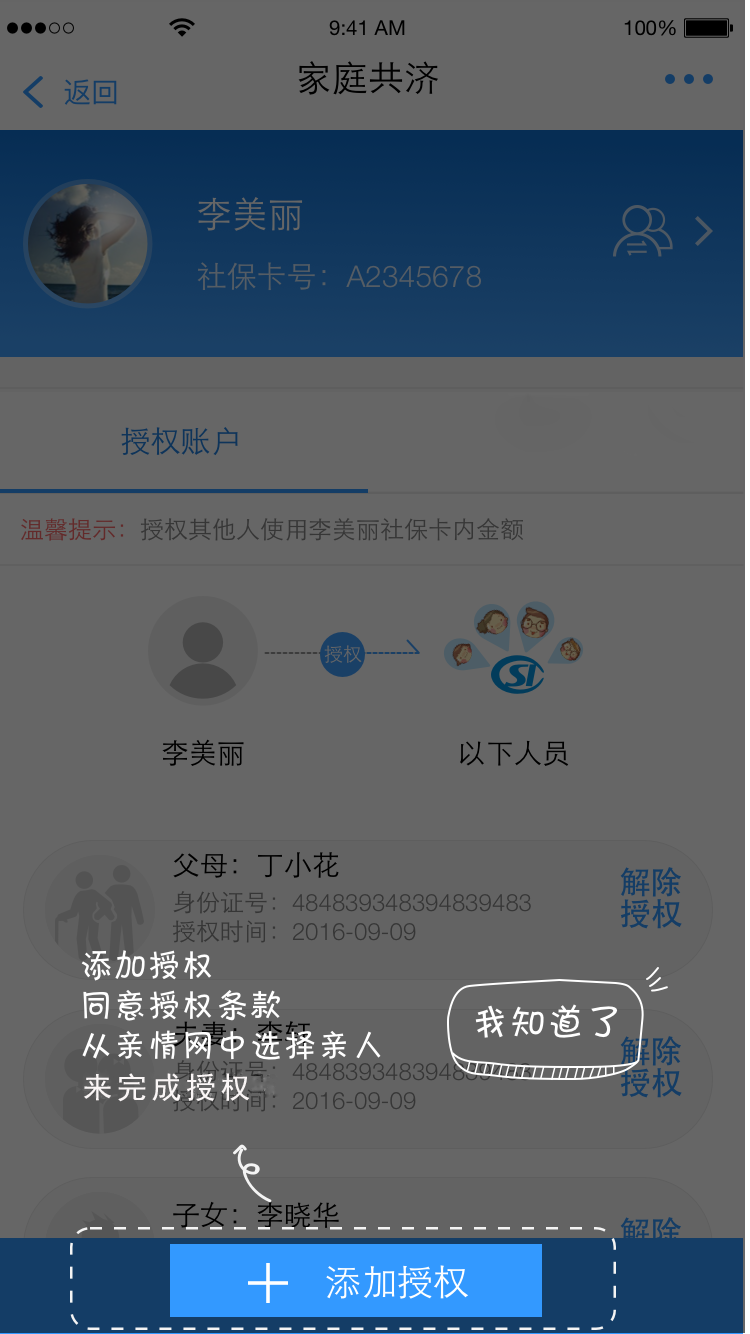 9:41 AM
100%
返回
家庭共济
李美丽
社保卡号：A2345678
授权账户
温馨提示：授权其他人使用李美丽社保卡内金额
授权
李美丽
以下人员
父母：丁小花
身份证号：484839348394839483
授权时间：2016-09-09
解除
授权
添加授权
同意授权条款
从亲情网中选择亲人
来完成授权
我知道了
夫妻：李轩
身份证号：484839348394839483
授权时间：2016-09-09
解除
授权
子女：李晓华
解除
添加授权